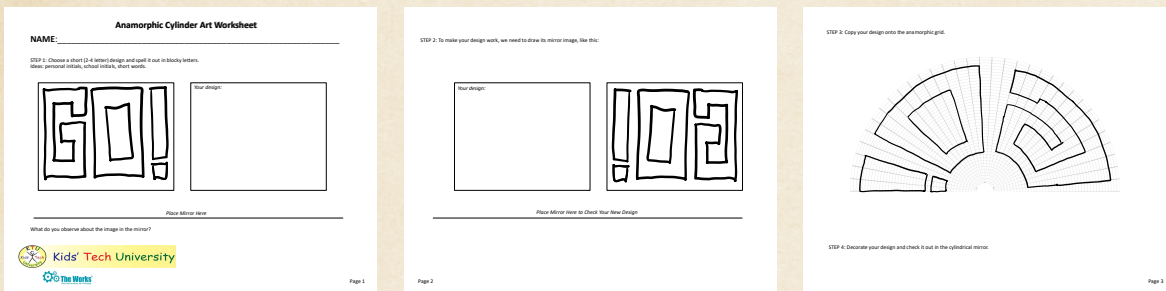 Anamorphic Cylinder Art Worksheet
NAME:
STEP 1: Choose a short (2-4 letter) design and spell it out in blocky letters.
Ideas: personal initials, school initials, short words.
GO!
Your design:
Place Mirror Here
What do you observe about the image in the mirror?
KTU
Kids' Tech University
The Works
Page 1
STEP 2: To make your design work, we need to draw its mirror image, like this:
Your design:
Place Mirror Here to Check Your New Design
Page 2
STEP 3: Copy your design onto the anamorphic grid.
STEP 4: Decorate your design and check it out in the cylindrical mirror.
Page 3